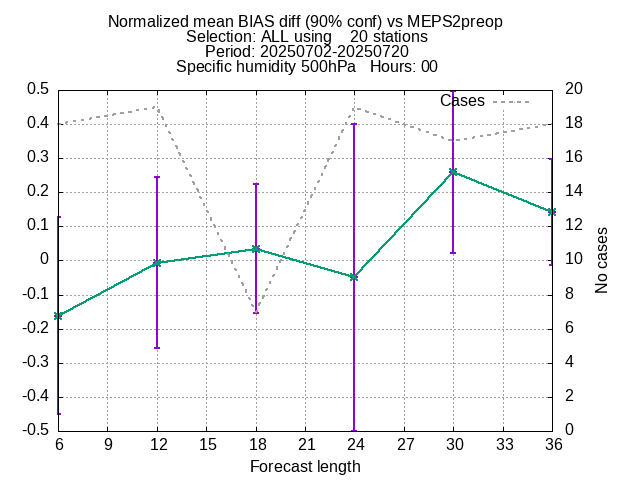 Normalized mean BIAS diff (90% conf) vs MEPS2preop
Selection: ALL using    20 stations
Period: 20250702-20250720
Specific humidity 500hPa   Hours: 00
Cases
0.5
0.4
0.3
0.2
0.1
0
-0.1
-0.2
-0.3
-0.4
-0.5
20
18
16
14
12
10
8
6
4
2
0
No cases
6 9 12 15 18 21 24 27 30 33 36
Forecast length